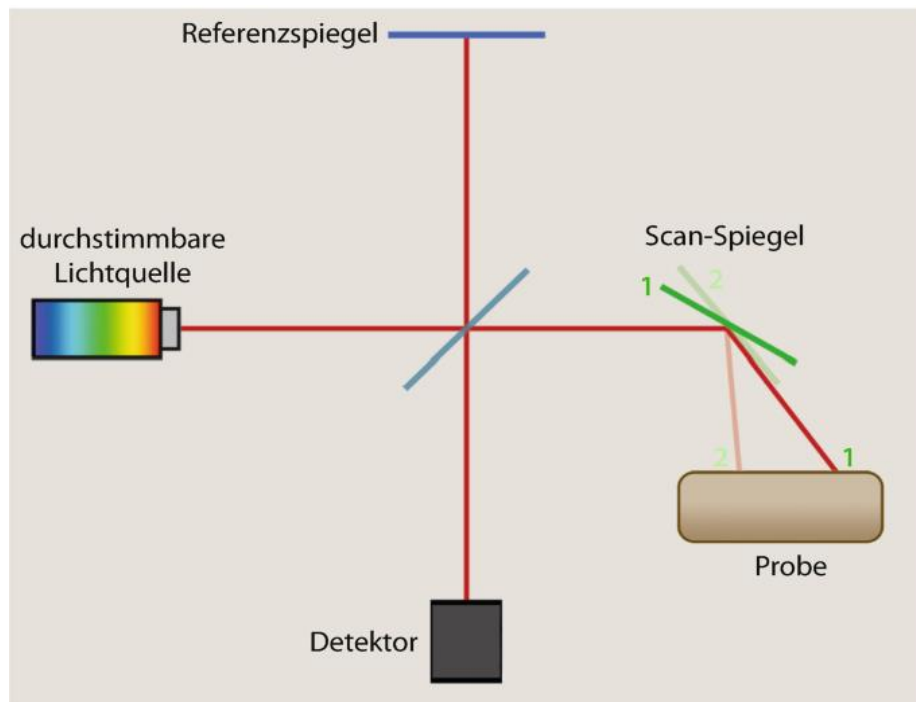 Referenzspiegel
durchstimmbare
Lichtquelle
Scan-Spiegel
1
2
2
1
Probe
Detektor